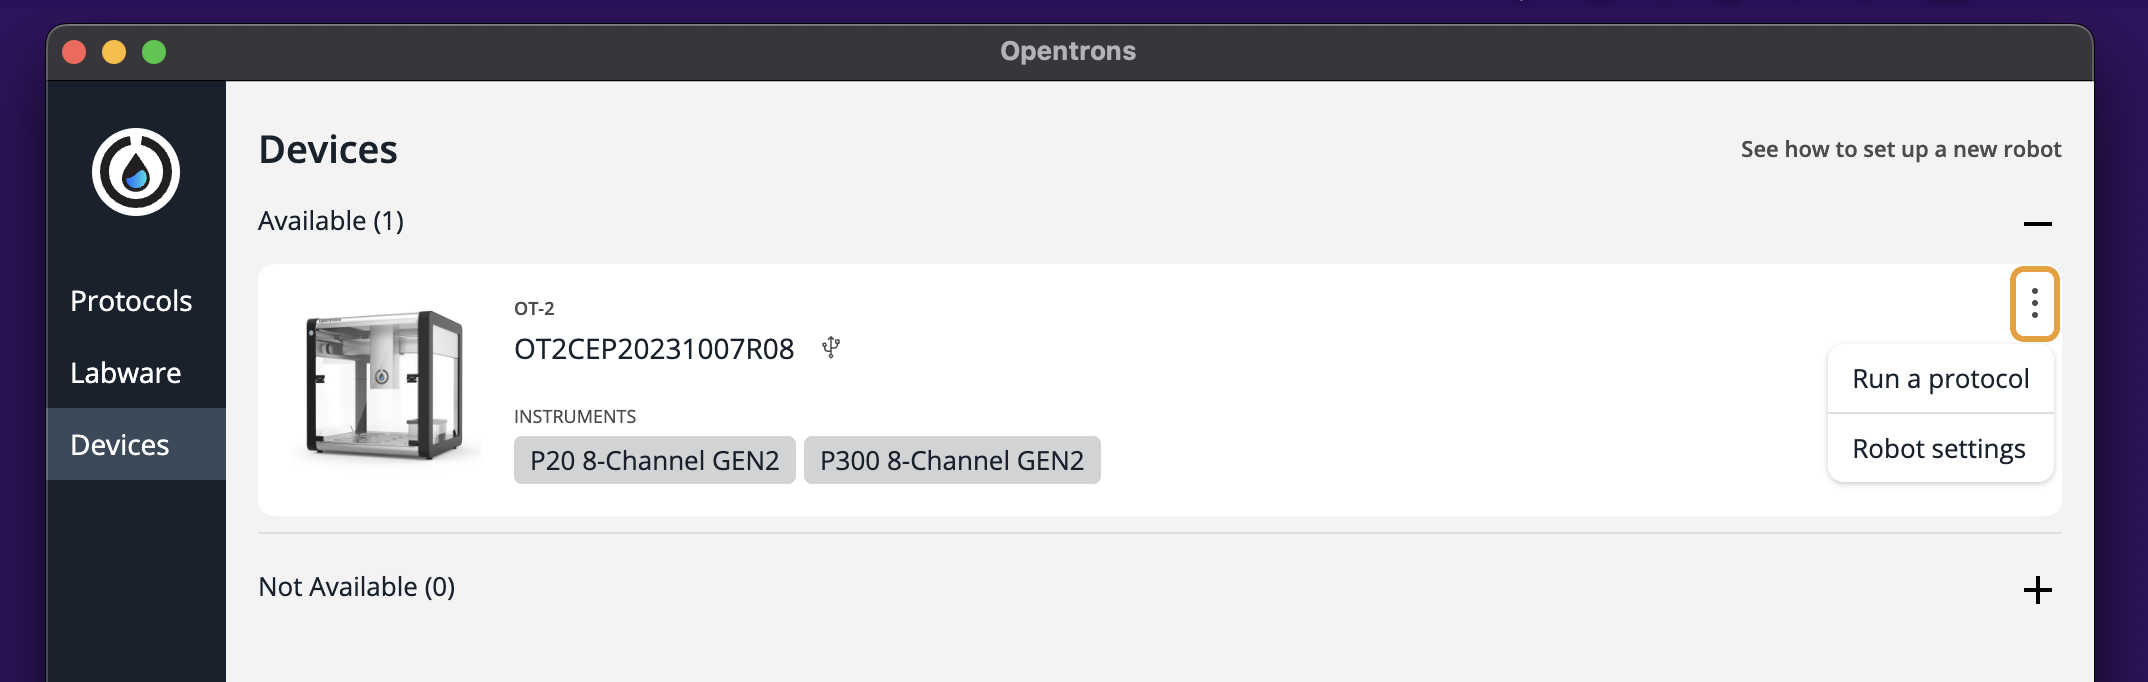 Opentrons
Devices
See how to set up a new robot
Available (1)
Protocols
Labware
Devices
OT-2
OT2CEP20231007R08
INSTRUMENTS
P20 8-Channel GEN2
P300 8-Channel GEN2
Run a protocol
Robot settings
Not Available (0)